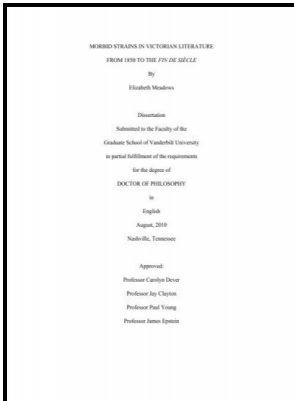 MORBID STRAINS IN VICTORIAN LITERATURE
FROM 1850 TO THE FIN DE SIÈCLE
By
Elizabeth Meadows
Dissertation
Submitted to the Faculty of the
Graduate School of Vanderbilt University
in partial fulfillment of the requirements
for the degree of
DOCTOR OF PHILOSOPHY
in
English
August, 2010
Nashville, Tennessee
Approved:
Professor Carolyn Dever
Professor Jay Clayton
Professor Paul Young
Professor James Epstein